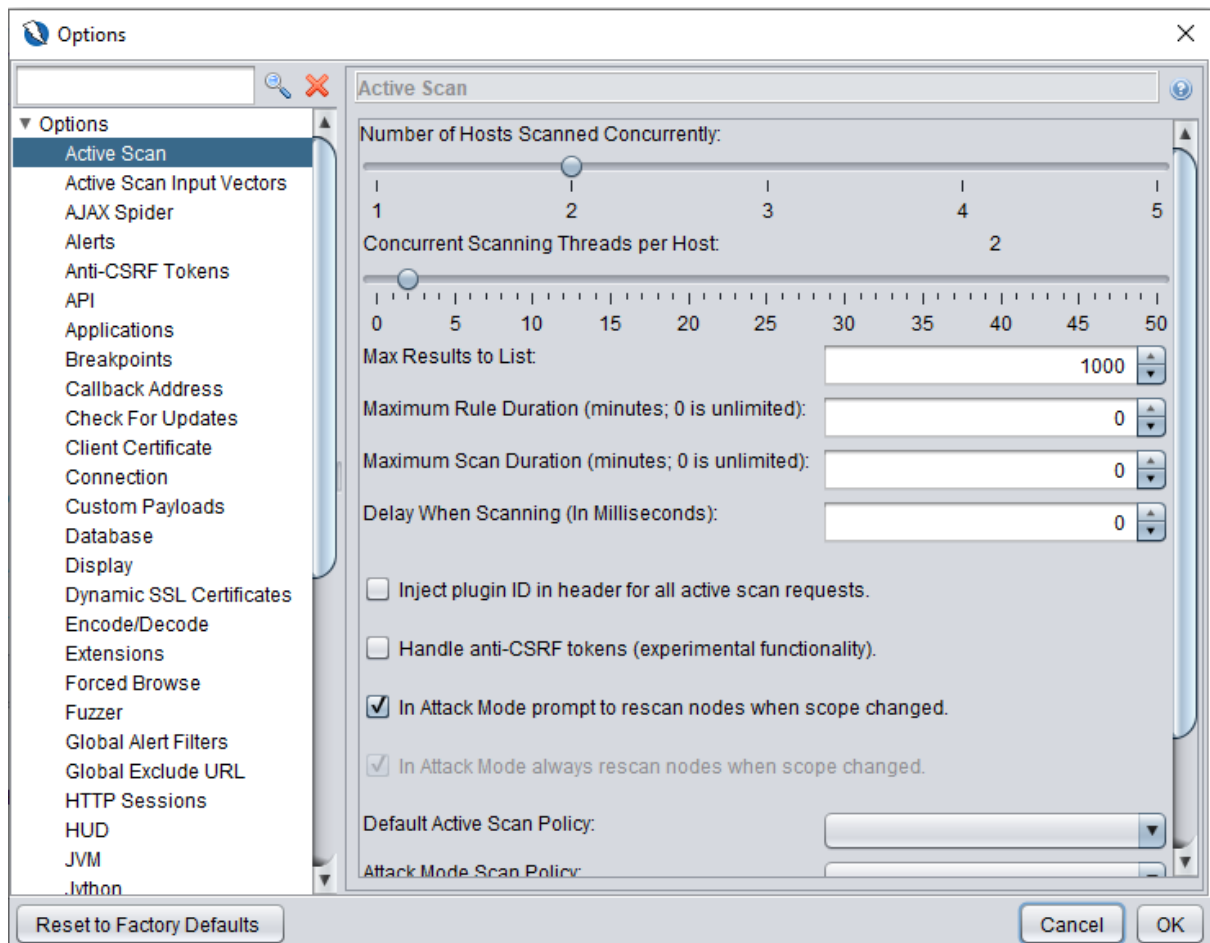 Options
Options
Active Scan
Active Scan Input Vectors
AJAX Spider
Alerts
Anti-CSRF Tokens
API
Applications
Breakpoints
Callback Address
Check For Updates
Client Certificate
Connection
Custom Payloads
Database
Display
Dynamic SSL Certificates
Encode/Decode
Extensions
Forced Browse
Fuzzer
Global Alert Filters
Global Exclude URL
HTTP Sessions
HUD
JVM
Jython
Active Scan
Number of Hosts Scanned Concurrently:
1 2 3 4 5
Concurrent Scanning Threads per Host: 2
0 5 10 15 20 25 30 35 40 45 50
Max Results to List: 1000
Maximum Rule Duration (minutes; 0 is unlimited): 0
Maximum Scan Duration (minutes; 0 is unlimited): 0
Delay When Scanning (In Milliseconds): 0
Inject plugin ID in header for all active scan requests.
Handle anti-CSRF tokens (experimental functionality).
In Attack Mode prompt to rescan nodes when scope changed.
In Attack Mode always rescan nodes when scope changed.
Default Active Scan Policy:
Attack Mode Scan Policy:
Reset to Factory Defaults
Cancel
OK